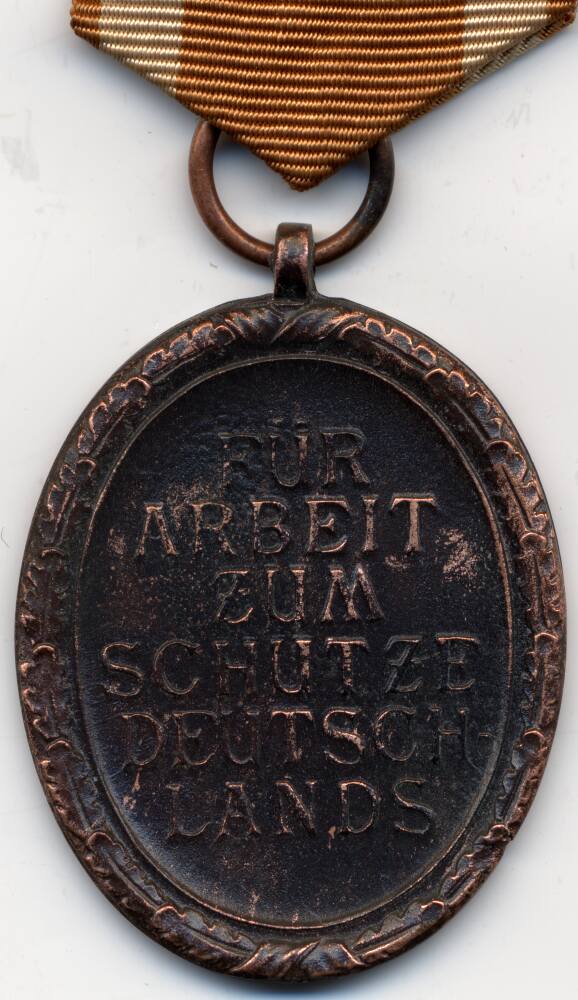 FÜR
ARBEIT
ZUM
SCHUTZE
DEUTSCH-
LANDS